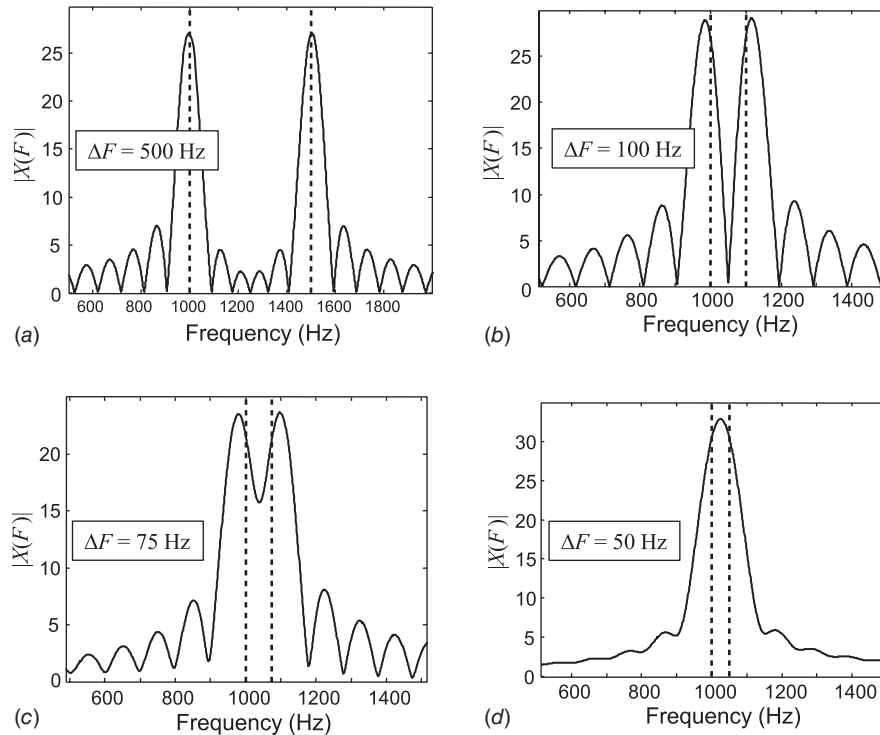 25
20
15
10
5
0
|X(F)|
ΔF = 500 Hz
600 800 1000 1200 1400 1600 1800
Frequency (Hz)
(a)
25
20
15
10
5
0
|X(F)|
ΔF = 100 Hz
600 800 1000 1200 1400
Frequency (Hz)
(b)
20
15
10
5
0
|X(F)|
ΔF = 75 Hz
600 800 1000 1200 1400
Frequency (Hz)
(c)
30
25
20
15
10
5
0
|X(F)|
ΔF = 50 Hz
600 800 1000 1200 1400
Frequency (Hz)
(d)